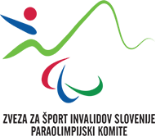 ZVEZA ZA ŠPORT INVALIDOV SLOVENIJE
PARAOLIMPIJSKI KOMITE